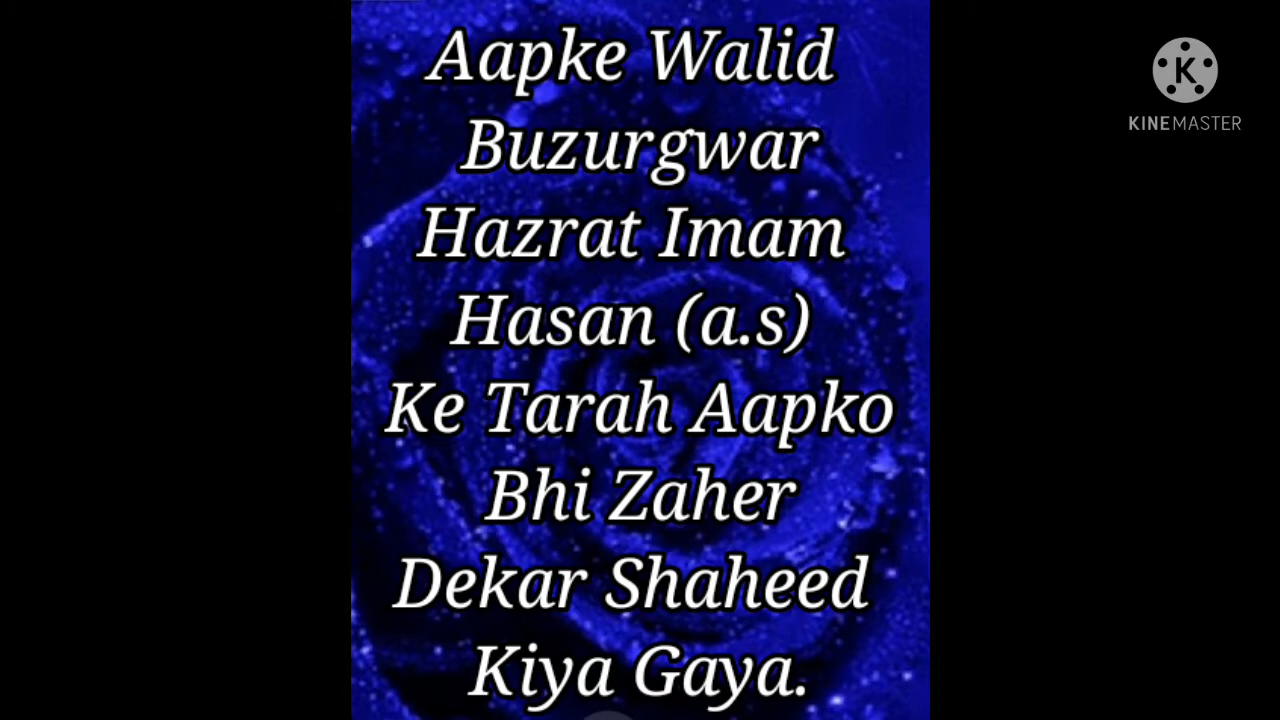 Aapke Walid
Buzurgwar
Hazrat Imam
Hasan (a.s)
Ke Tarah Aapko
Bhi Zaher
Dekar Shaheed
Kiya Gaya.
K
KINEMASTER